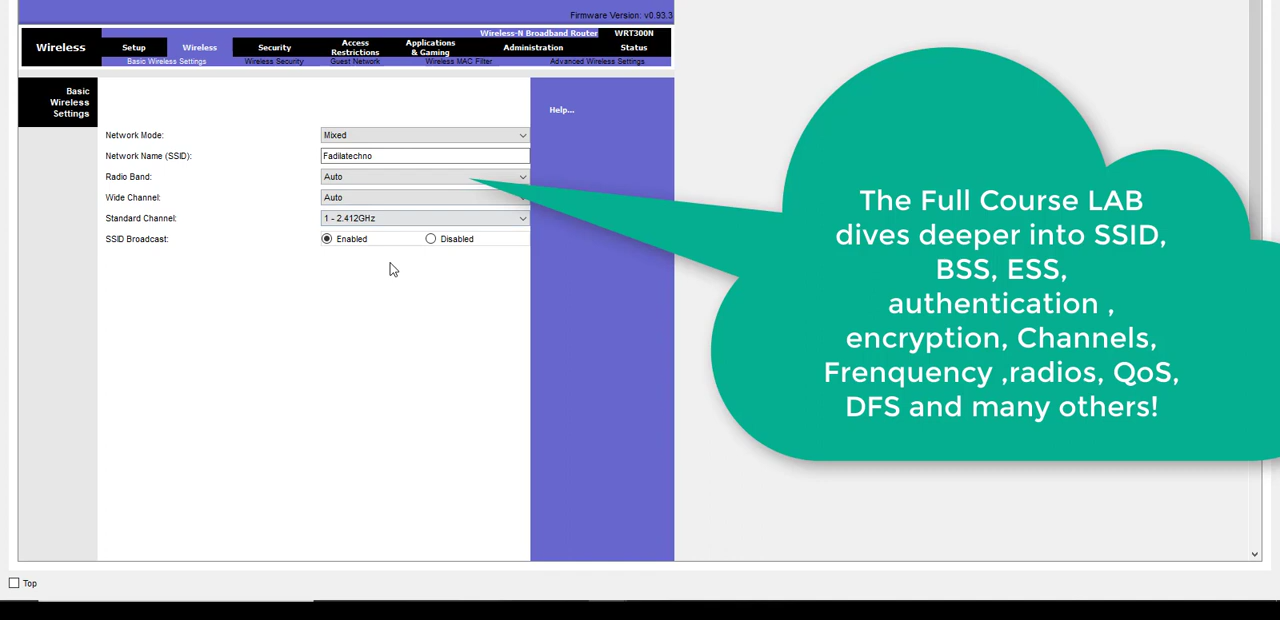 Firmware Version: v0.93.3
Wireless-N Broadband Router WRT300N
Wireless
Setup Wireless Security Access Restrictions Applications & Gaming Administration Status
Basic Wireless Settings Wireless Security Guest Network Wireless MAC Filter Advanced Wireless Settings
Basic
Wireless
Settings
Help...
Network Mode: Mixed
Network Name (SSID): Fadilatechno
Radio Band: Auto
Wide Channel: Auto
Standard Channel: 1 - 2.412GHz
SSID Broadcast: Enabled Disabled
The Full Course LAB
dives deeper into SSID,
BSS, ESS,
authentication ,
encryption, Channels,
Frenquency ,radios, QoS,
DFS and many others!
Top